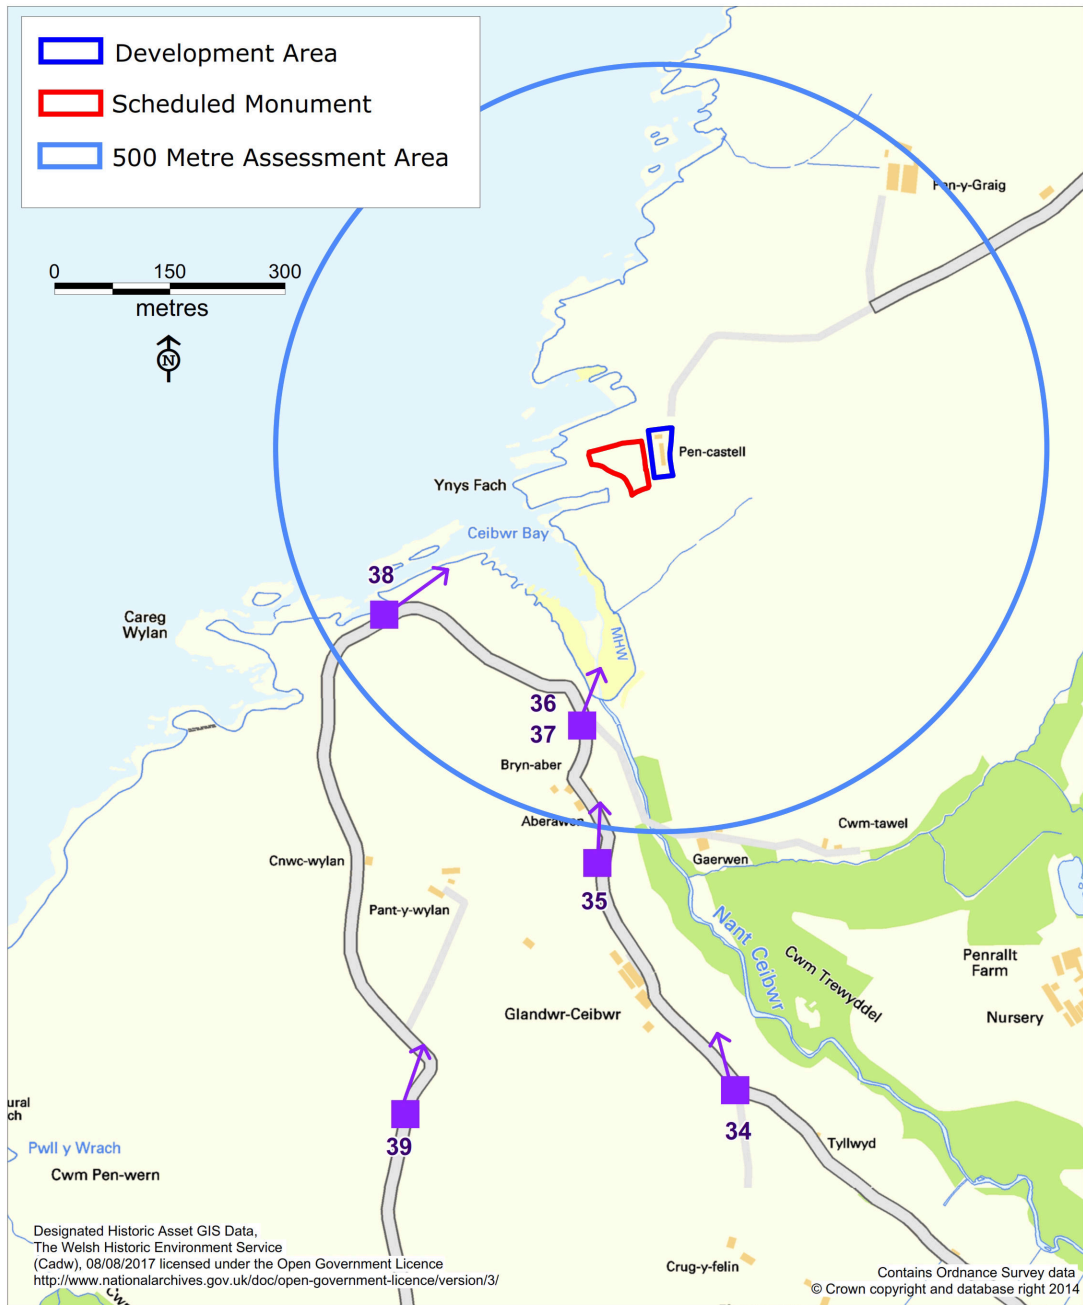 Development Area
Scheduled Monument
500 Metre Assessment Area
0 150 300
metres
N
Pen-y-Graig
Pen-castell
Ynys Fach
Ceibwr Bay
38
Careg
Wylan
MHW
36
37
Bryn-aber
Aberawen
Cwm-tawel
Gaerwen
Cnwc-wylan
35
Pant-y-wylan
Nant Ceibwr
Cwm Trewyddel
Penrallt
Farm
Glandwr-Ceibwr
Nursery
34
39
Tyllwyd
Pwll y Wrach
Cwm Pen-wern
Crug-y-felin
Designated Historic Asset GIS Data,
The Welsh Historic Environment Service
(Cadw), 08/08/2017 licensed under the Open Government Licence
http://www.nationalarchives.gov.uk/doc/open-government-licence/version/3/
Contains Ordnance Survey data
© Crown copyright and database right 2014